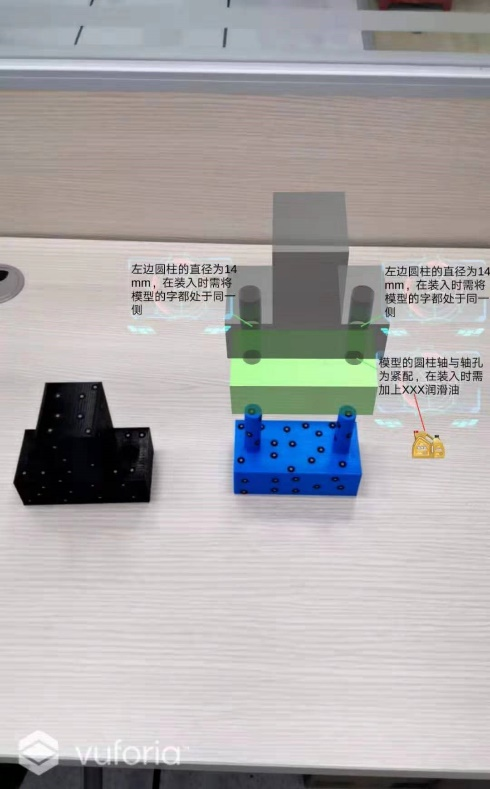 左边圆柱的直径为14
mm，在装入时需将
模型的字都处于同一
侧
左边圆柱的直径为14
mm，在装入时需将
模型的字都处于同一
侧
模型的圆柱轴与轴孔
为紧配，在装入时需
加上XXX润滑油
vuforia